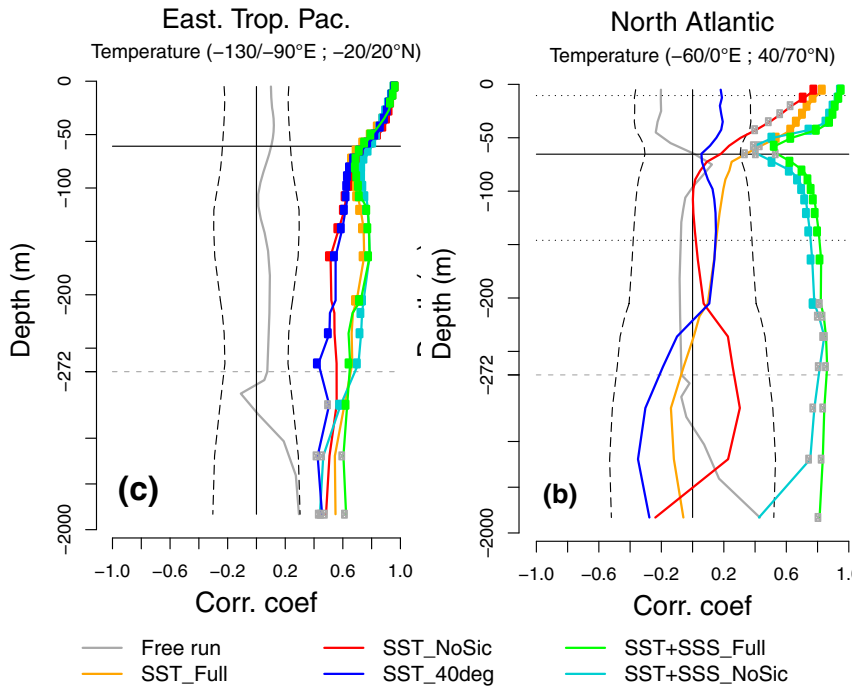 East. Trop. Pac.
Temperature (−130/−90°E ; −20/20°N)
0
−50
−100
−200
−272
−2000
Depth (m)
(c)
−1.0
−0.6
−0.2
0.2
0.6
1.0
Corr. coef
North Atlantic
Temperature (−60/0°E ; 40/70°N)
0
−50
−100
−200
−272
−2000
Depth (m)
(b)
−1.0
−0.6
−0.2
0.2
0.6
1.0
Corr. coef
Free run
SST_NoSic
SST+SSS_Full
SST_Full
SST_40deg
SST+SSS_NoSic